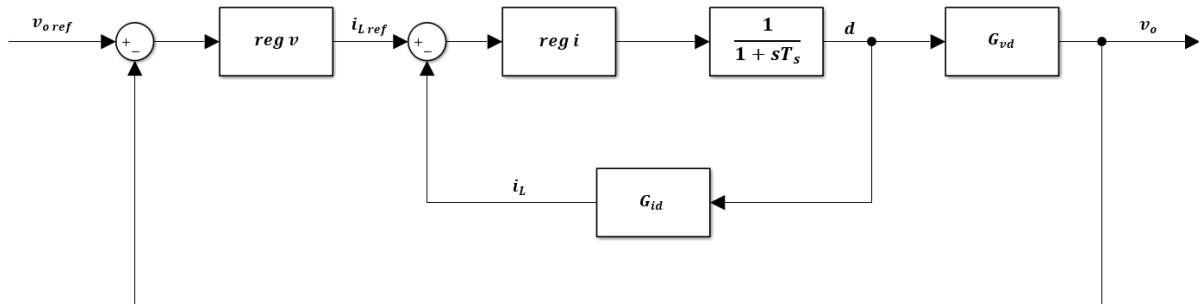 v_o ref
+
−
reg v
i_L ref
+
−
reg i
1
1 + sT_s
d
G_vd
v_o
i_L
G_id